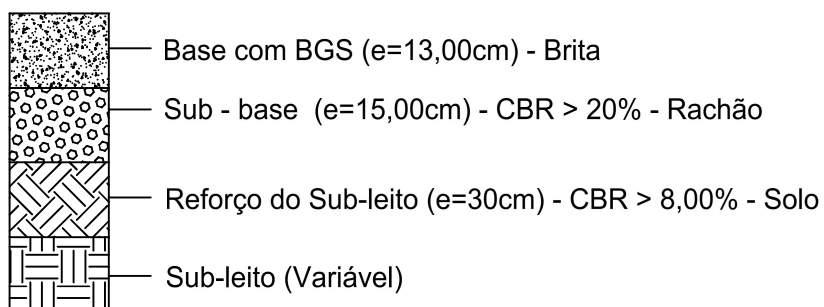 Base com BGS (e=13,00cm) - Brita
Sub - base  (e=15,00cm) - CBR > 20% - Rachão
Reforço do Sub-leito (e=30cm) - CBR > 8,00% - Solo
Sub-leito (Variável)